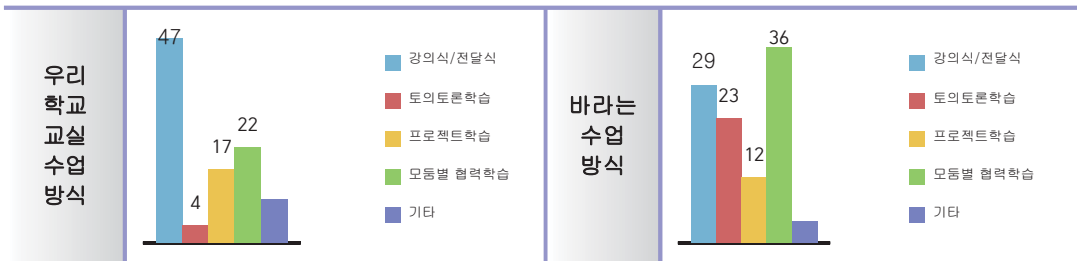 우리
학교
교실
수업
방식
47
4
17
22
강의식/전달식
토의토론학습
프로젝트학습
모둠별 협력학습
기타
바라는
수업
방식
29
23
12
36
강의식/전달식
토의토론학습
프로젝트학습
모둠별 협력학습
기타